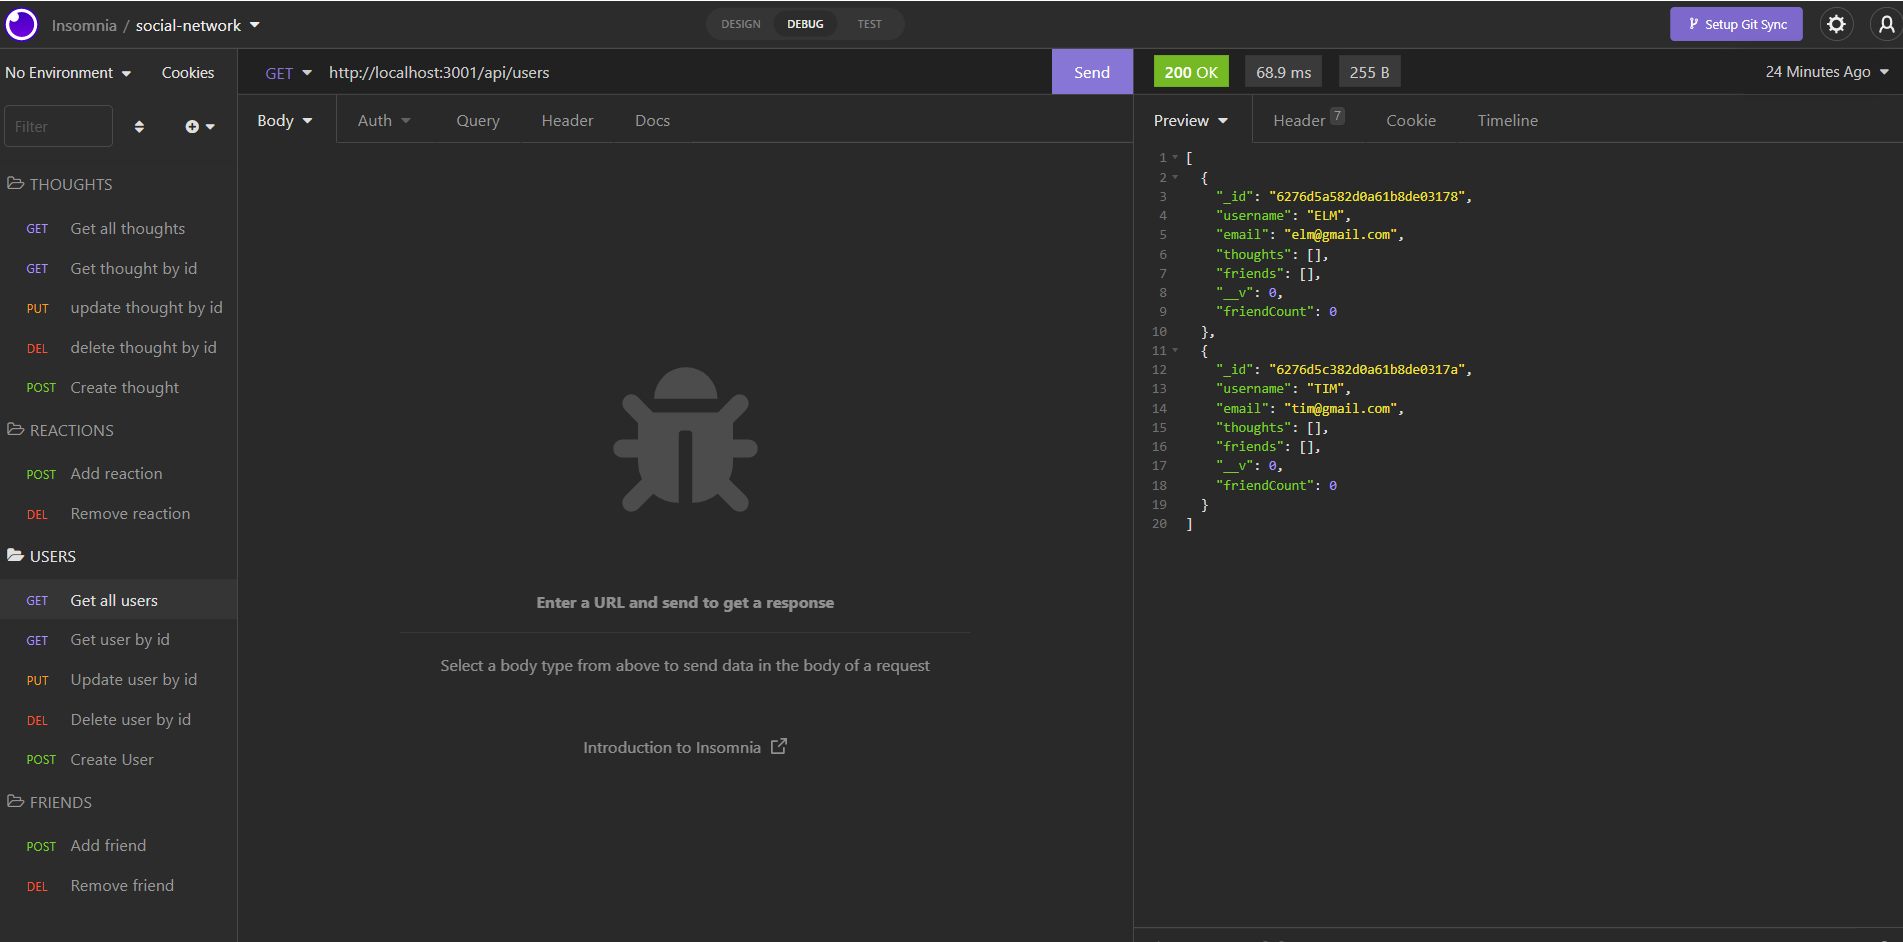 Insomnia / social-network
DESIGN DEBUG TEST
Setup Git Sync
No Environment Cookies
GET http://localhost:3001/api/users Send
200 OK 68.9 ms 255 B 24 Minutes Ago
Filter
Body Auth Query Header Docs
Preview Header 7 Cookie Timeline
THOUGHTS
GET Get all thoughts
GET Get thought by id
PUT update thought by id
DEL delete thought by id
POST Create thought
REACTIONS
POST Add reaction
DEL Remove reaction
USERS
GET Get all users
GET Get user by id
PUT Update user by id
DEL Delete user by id
POST Create User
FRIENDS
POST Add friend
DEL Remove friend
Enter a URL and send to get a response
Select a body type from above to send data in the body of a request
Introduction to Insomnia
1 [
2 {
3 "_id": "6276d5a582d0a61b8de03178",
4 "username": "ELM",
5 "email": "elm@gmail.com",
6 "thoughts": [],
7 "friends": [],
8 "__v": 0,
9 "friendCount": 0
10 },
11 {
12 "_id": "6276d5c382d0a61b8de0317a",
13 "username": "TIM",
14 "email": "tim@gmail.com",
15 "thoughts": [],
16 "friends": [],
17 "__v": 0,
18 "friendCount": 0
19 }
20 ]